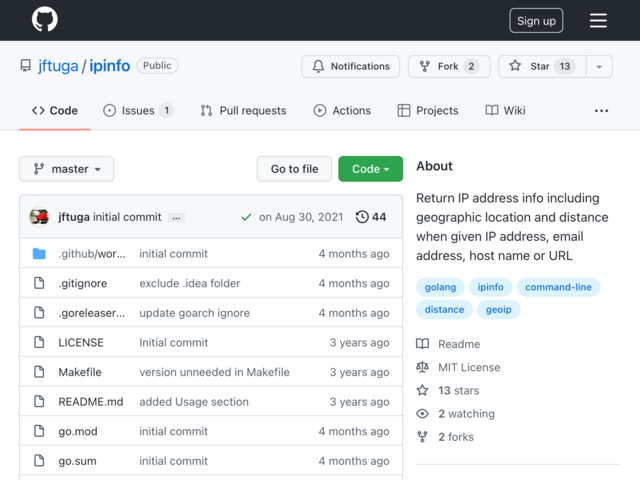 Sign up
jftuga / ipinfo Public
Notifications Fork 2 Star 13
Code Issues 1 Pull requests Actions Projects Wiki ...
master Go to file Code
jftuga initial commit ... on Aug 30, 2021 44
.github/wor... initial commit 4 months ago
.gitignore exclude .idea folder 4 months ago
.goreleaser... update goarch ignore 4 months ago
LICENSE Initial commit 3 years ago
Makefile version unneeded in Makefile 3 years ago
README.md added Usage section 3 years ago
go.mod initial commit 4 months ago
go.sum initial commit 4 months ago
About
Return IP address info including
geographic location and distance
when given IP address, email
address, host name or URL
golang ipinfo command-line
distance geoip
Readme
MIT License
13 stars
2 watching
2 forks